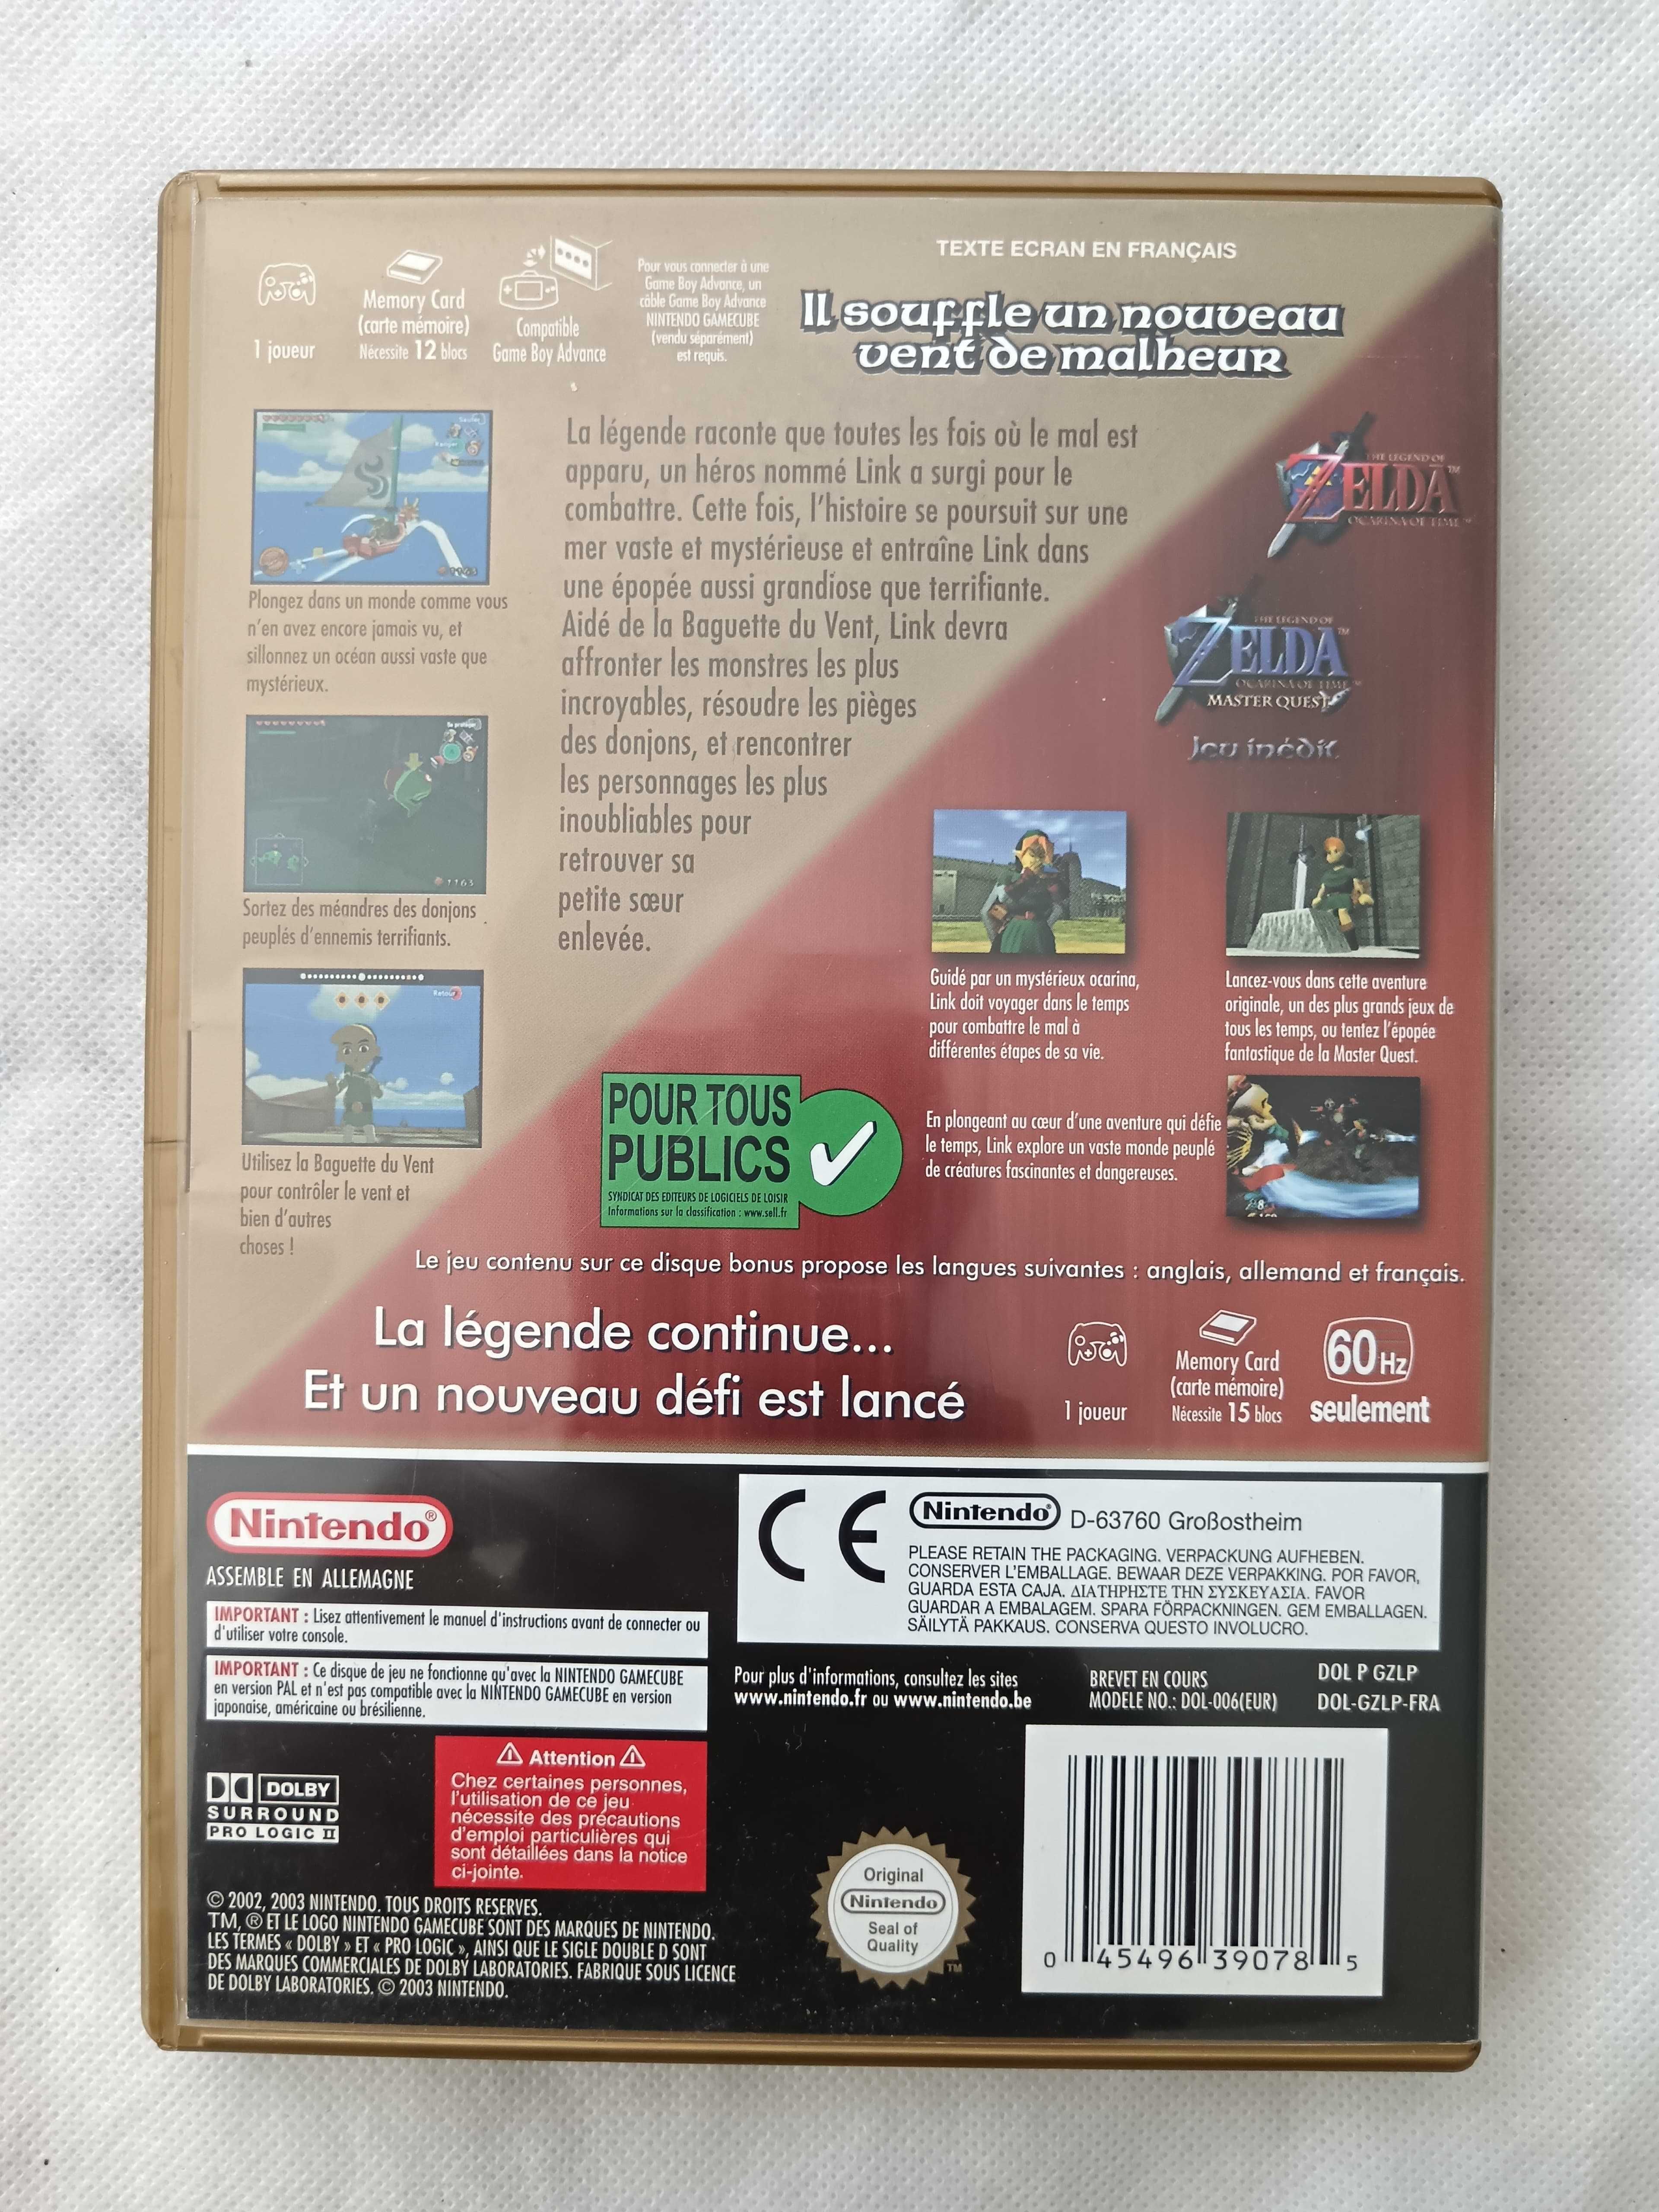 TEXTE ECRAN EN FRANÇAIS
1 joueur
Memory Card
(carte mémoire)
Nécessite 12 blocs
Compatible
Game Boy Advance
Pour vous connecter à une
Game Boy Advance, un
câble Game Boy Advance
NINTENDO GAMECUBE
(vendu séparément)
est requis.
Il souffle un nouveau
vent de malheur
Plongez dans un monde comme vous
n'en avez encore jamais vu, et
sillonnez un océan aussi vaste que
mystérieux.
1163
Sortez des méandres des donjons
peuplés d'ennemis terrifiants.
Retour
Utilisez la Baguette du Vent
pour contrôler le vent et
bien d'autres
choses !
La légende raconte que toutes les fois où le mal est
apparu, un héros nommé Link a surgi pour le
combattre. Cette fois, l'histoire se poursuit sur une
mer vaste et mystérieuse et entraîne Link dans
une épopée aussi grandiose que terrifiante.
Aidé de la Baguette du Vent, Link devra
affronter les monstres les plus
incroyables, résoudre les pièges
des donjons, et rencontrer
les personnages les plus
inoubliables pour
retrouver sa
petite sœur
enlevée.
THE LEGEND OF
ZELDA™
OCARINA OF TIME™
THE LEGEND OF
ZELDA™
OCARINA OF TIME™
MASTER QUEST
Jeu inédit
Guidé par un mystérieux ocarina,
Link doit voyager dans le temps
pour combattre le mal à
différentes étapes de sa vie.
Lancez-vous dans cette aventure
originale, un des plus grands jeux de
tous les temps, ou tentez l'épopée
fantastique de la Master Quest.
En plongeant au cœur d'une aventure qui défie
le temps, Link explore un vaste monde peuplé
de créatures fascinantes et dangereuses.
POUR TOUS
PUBLICS
SYNDICAT DES EDITEURS DE LOGICIELS DE LOISIR
Informations sur la classification : www.sell.fr
Le jeu contenu sur ce disque bonus propose les langues suivantes : anglais, allemand et français.
La légende continue...
Et un nouveau défi est lancé
1 joueur
Memory Card
(carte mémoire)
Nécessite 15 blocs
60 Hz
seulement
Nintendo®
ASSEMBLE EN ALLEMAGNE
IMPORTANT : Lisez attentivement le manuel d'instructions avant de connecter ou
d'utiliser votre console.
IMPORTANT : Ce disque de jeu ne fonctionne qu'avec la NINTENDO GAMECUBE
en version PAL et n'est pas compatible avec la NINTENDO GAMECUBE en version
japonaise, américaine ou brésilienne.
CE
Nintendo® D-63760 Großostheim
PLEASE RETAIN THE PACKAGING. VERPACKUNG AUFHEBEN.
CONSERVER L'EMBALLAGE. BEWAAR DEZE VERPAKKING. POR FAVOR,
GUARDA ESTA CAJA. ΔΙΑΤΗΡΗΣΤΕ ΤΗΝ ΣΥΣΚΕΥΑΣΙΑ. FAVOR
GUARDAR A EMBALAGEM. SPARA FÖRPACKNINGEN. GEM EMBALLAGEN.
SÄILYTÄ PAKKAUS. CONSERVA QUESTO INVOLUCRO.
Pour plus d'informations, consultez les sites
www.nintendo.fr ou www.nintendo.be
BREVET EN COURS
MODELE NO.: DOL-006(EUR)
DOL P GZLP
DOL-GZLP-FRA
DOLBY
SURROUND
PRO LOGIC II
Attention
Chez certaines personnes,
l'utilisation de ce jeu
nécessite des précautions
d'emploi particulières qui
sont détaillées dans la notice
ci-jointe.
© 2002, 2003 NINTENDO. TOUS DROITS RESERVES.
TM, ® ET LE LOGO NINTENDO GAMECUBE SONT DES MARQUES DE NINTENDO.
LES TERMES « DOLBY » ET « PRO LOGIC », AINSI QUE LE SIGLE DOUBLE D SONT
DES MARQUES COMMERCIALES DE DOLBY LABORATORIES. FABRIQUE SOUS LICENCE
DE DOLBY LABORATORIES. © 2003 NINTENDO.
Original
Nintendo
Seal of
Quality
TM
0 45496 39078 5